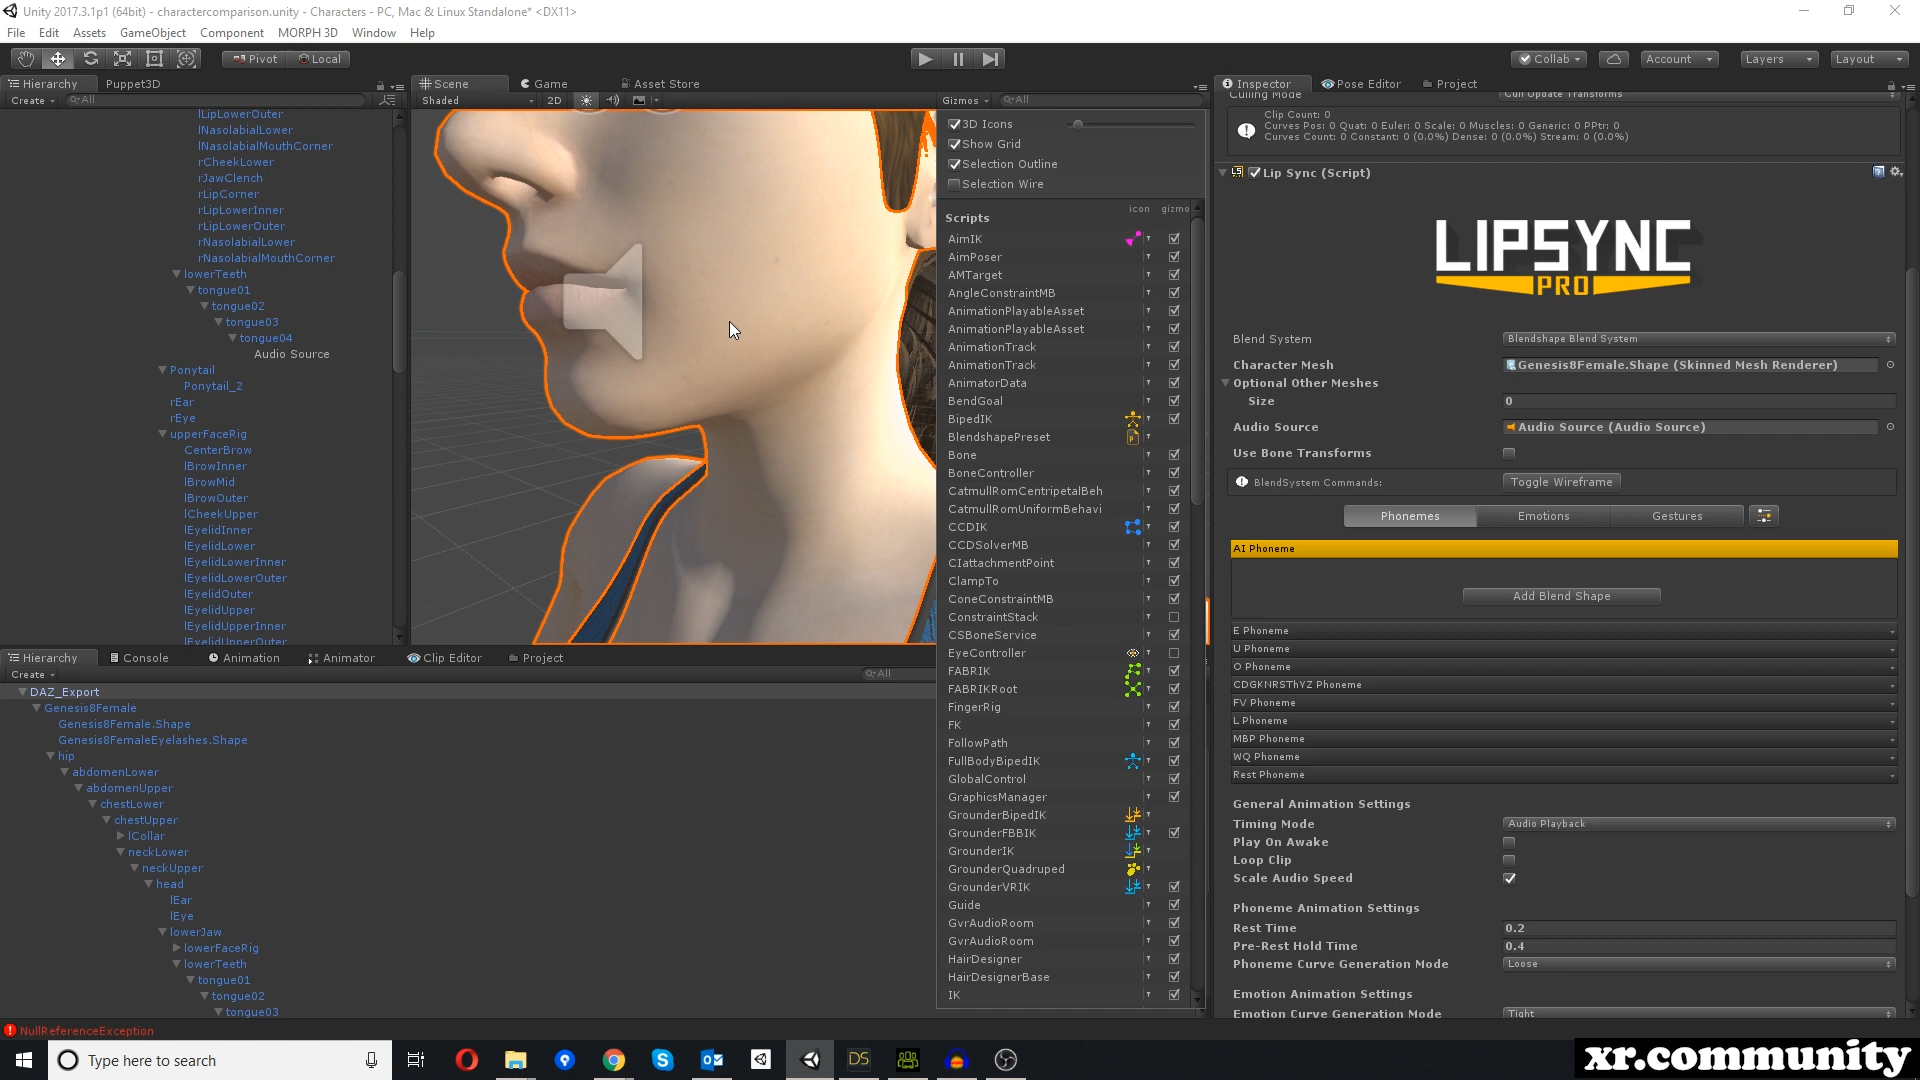 Unity 2017.3.1p1 (64bit) - charactercomparison.unity - Characters - PC, Mac & Linux Standalone* <DX11>
File Edit Assets GameObject Component MORPH 3D Window Help
Pivot Local
Collab Account Layers Layout
Hierarchy Puppet3D
Create All
lLipLowerOuter
lNasolabialLower
lNasolabialMouthCorner
rCheekLower
rJawClench
rLipCorner
rLipLowerInner
rLipLowerOuter
rNasolabialLower
rNasolabialMouthCorner
lowerTeeth
tongue01
tongue02
tongue03
tongue04
Audio Source
Ponytail
Ponytail_2
rEar
rEye
upperFaceRig
CenterBrow
lBrowInner
lBrowMid
lBrowOuter
lCheekUpper
lEyelidInner
lEyelidLower
lEyelidLowerInner
lEyelidLowerOuter
lEyelidOuter
lEyelidUpper
lEyelidUpperInner
lEyelidUpperOuter
Scene Game Asset Store
Shaded 2D Gizmos All
3D Icons
Show Grid
Selection Outline
Selection Wire
icon gizmo
Scripts
AimIK
AimPoser
AMTarget
AngleConstraintMB
AnimationPlayableAsset
AnimationPlayableAsset
AnimationTrack
AnimationTrack
AnimatorData
BendGoal
BipedIK
BlendshapePreset
Bone
BoneController
CatmullRomCentripetalBeh
CatmullRomUniformBehavi
CCDIK
CCDSolverMB
CIattachmentPoint
ClampTo
ConeConstraintMB
ConstraintStack
CSBoneService
EyeController
FABRIK
FABRIKRoot
FingerRig
FK
FollowPath
FullBodyBipedIK
GlobalControl
GraphicsManager
GrounderBipedIK
GrounderFBBIK
GrounderIK
GrounderQuadruped
GrounderVRIK
Guide
GvrAudioRoom
GvrAudioRoom
HairDesigner
HairDesignerBase
IK
Hierarchy Console Animation Animator Clip Editor Project
Create All
DAZ_Export
Genesis8Female
Genesis8Female.Shape
Genesis8FemaleEyelashes.Shape
hip
abdomenLower
abdomenUpper
chestLower
chestUpper
lCollar
neckLower
neckUpper
head
lEar
lEye
lowerJaw
lowerFaceRig
lowerTeeth
tongue01
tongue02
tongue03
NullReferenceException
Inspector Pose Editor Project
Culling Mode Cull Update Transforms
Clip Count: 0
Curves Pos: 0 Quat: 0 Euler: 0 Scale: 0 Muscles: 0 Generic: 0 PPtr: 0
Curves Count: 0 Constant: 0 (0.0%) Dense: 0 (0.0%) Stream: 0 (0.0%)
Lip Sync (Script)
LIPSYNC
PRO
Blend System Blendshape Blend System
Character Mesh Genesis8Female.Shape (Skinned Mesh Renderer)
Optional Other Meshes
Size 0
Audio Source Audio Source (Audio Source)
Use Bone Transforms
BlendSystem Commands: Toggle Wireframe
Phonemes Emotions Gestures
AI Phoneme
Add Blend Shape
E Phoneme
U Phoneme
O Phoneme
CDGKNRSThYZ Phoneme
FV Phoneme
L Phoneme
MBP Phoneme
WQ Phoneme
Rest Phoneme
General Animation Settings
Timing Mode Audio Playback
Play On Awake
Loop Clip
Scale Audio Speed
Phoneme Animation Settings
Rest Time 0.2
Pre-Rest Hold Time 0.4
Phoneme Curve Generation Mode Loose
Emotion Animation Settings
Emotion Curve Generation Mode Tight
Type here to search
DS
xr.community